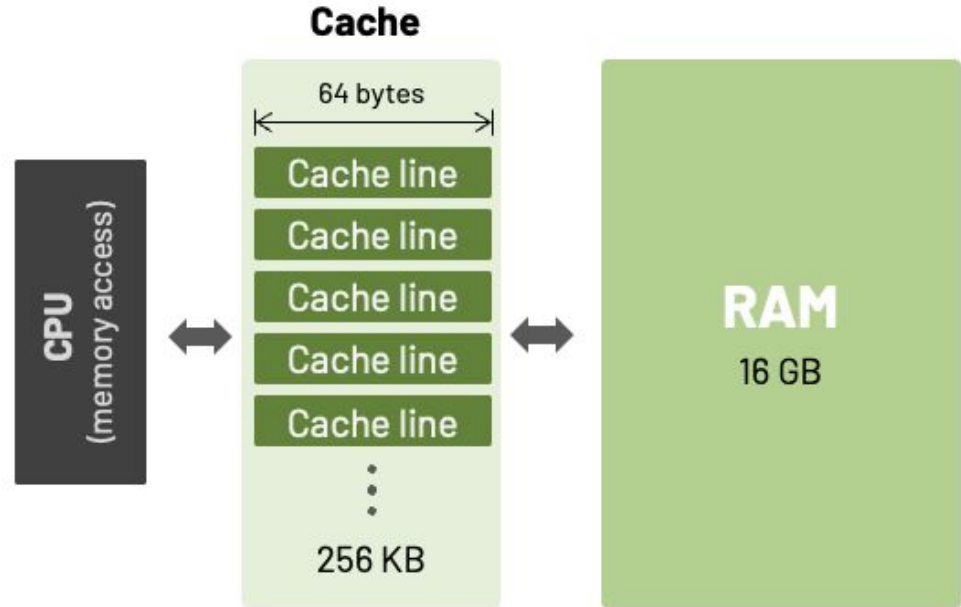 Cache
64 bytes
Cache line
Cache line
Cache line
Cache line
Cache line
256 KB
CPU
(memory access)
RAM
16 GB